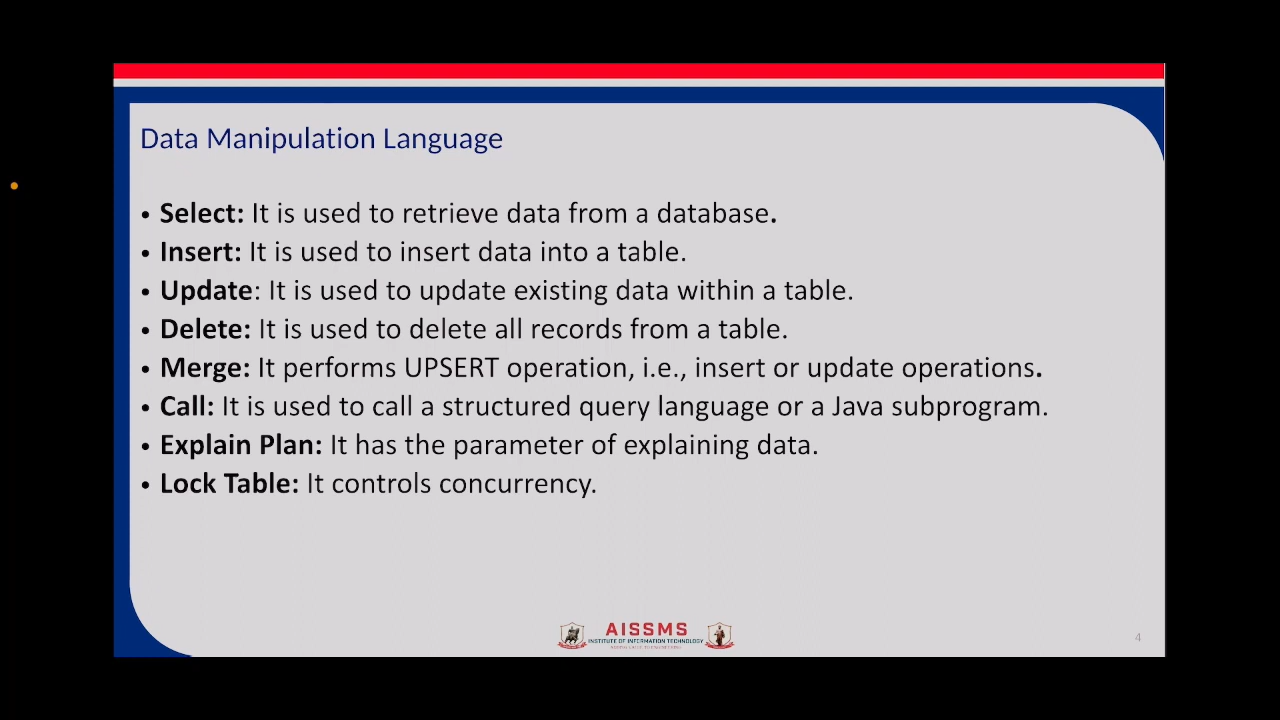 Data Manipulation Language
• Select: It is used to retrieve data from a database.
• Insert: It is used to insert data into a table.
• Update: It is used to update existing data within a table.
• Delete: It is used to delete all records from a table.
• Merge: It performs UPSERT operation, i.e., insert or update operations.
• Call: It is used to call a structured query language or a Java subprogram.
• Explain Plan: It has the parameter of explaining data.
• Lock Table: It controls concurrency.
AISSMS
INSTITUTE OF INFORMATION TECHNOLOGY
4